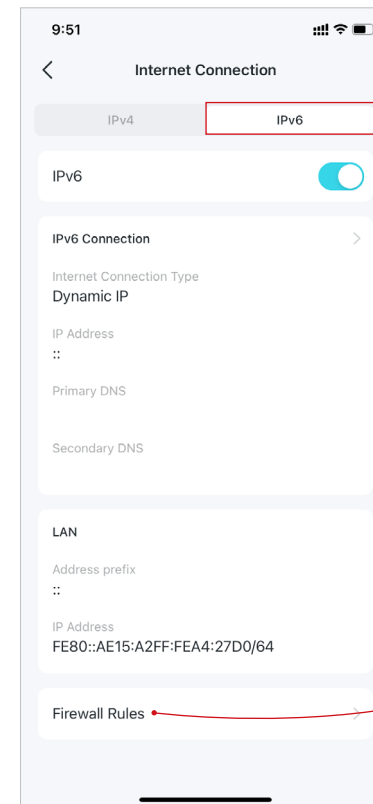 9:51
Internet Connection
IPv4
IPv6
IPv6
IPv6 Connection
Internet Connection Type
Dynamic IP
IP Address
::
Primary DNS
Secondary DNS
LAN
Address prefix
::
IP Address
FE80::AE15:A2FF:FEA4:27D0/64
Firewall Rules